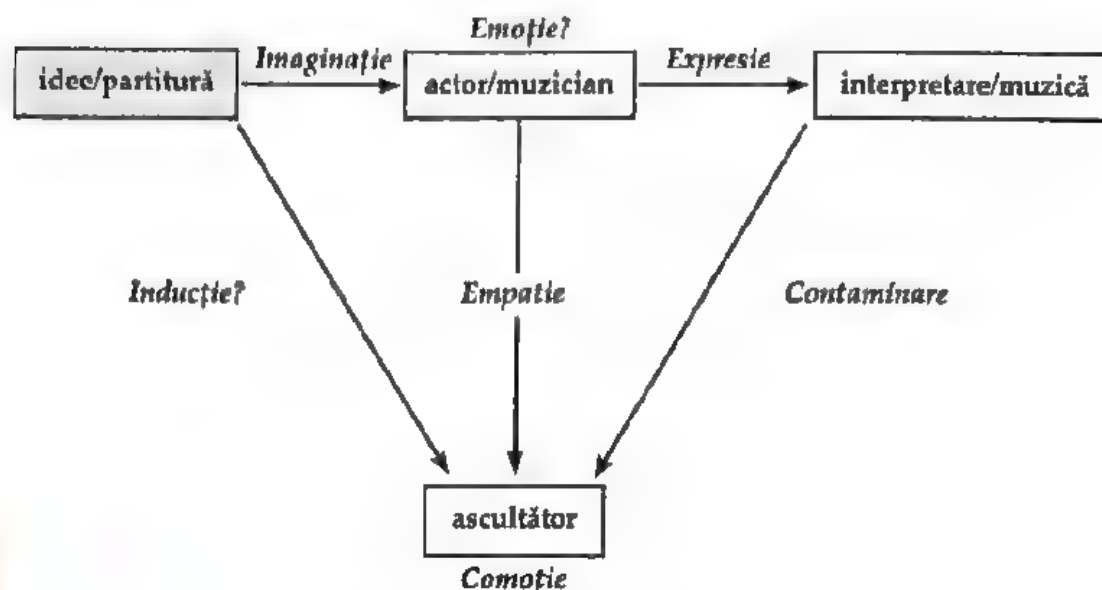 Emoție?
Imaginație
Expresie
idee/partitură
actor/muzician
interpretare/muzică
Inducție?
Empatie
Contaminare
ascultător
Comoție